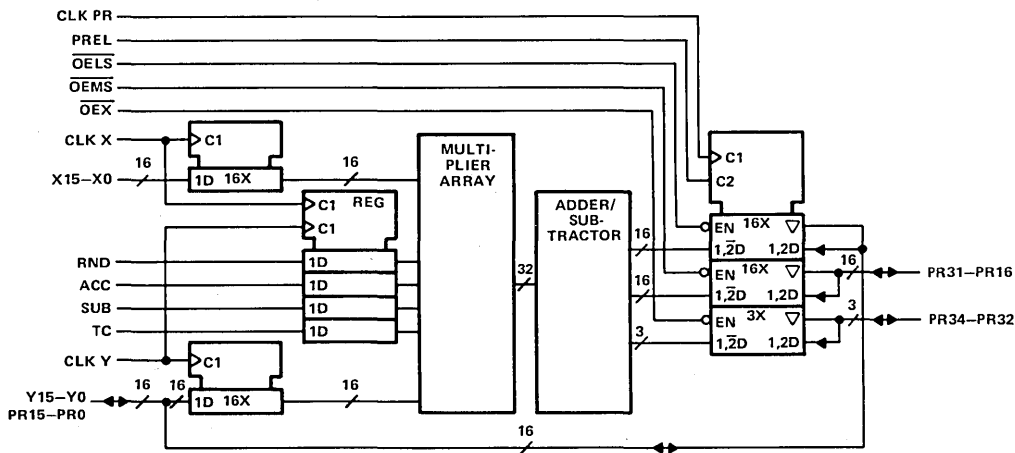 CLK PR
PREL
OELS
OEMS
OEX
CLK X
C1
16
X15–X0
1D 16X
16
MULTI-
PLIER
ARRAY
C1
C2
C1 REG
C1
ADDER/
SUB-
TRACTOR
RND
1D
ACC
1D
SUB
1D
TC
1D
32
16
EN 16X ▽
1,2̅D 1,2D
16
EN 16X ▽
1,2̅D 1,2D
16
PR31–PR16
3
EN 3X ▽
1,2̅D 1,2D
3
PR34–PR32
CLK Y
C1
Y15–Y0
PR15–PR0
16
16
1D 16X
16
16